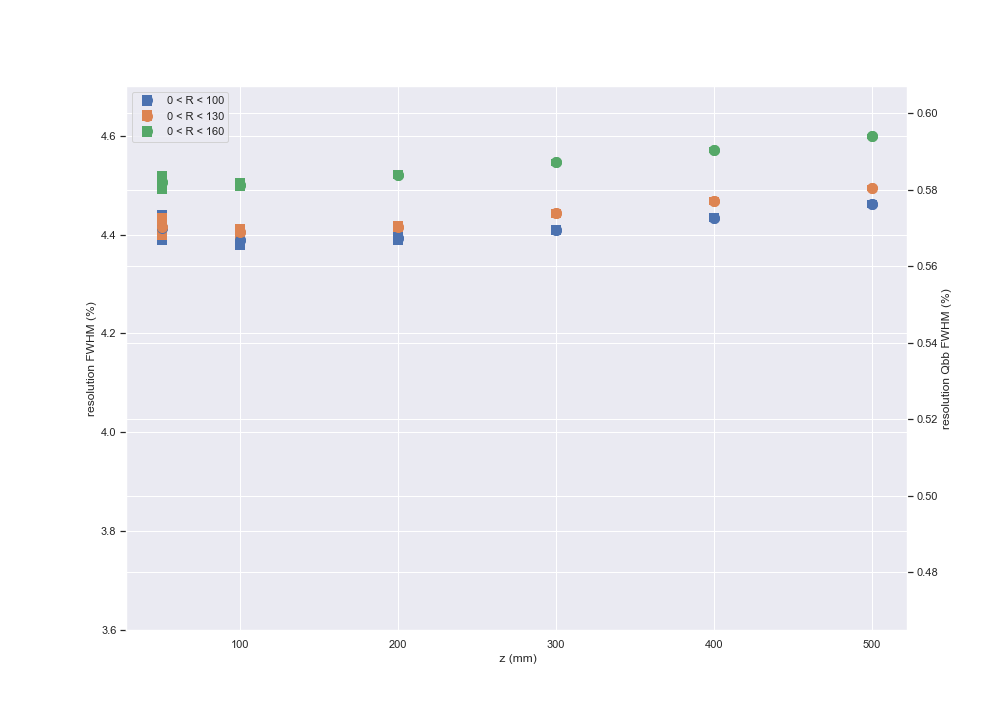 0 < R < 100
0 < R < 130
0 < R < 160
4.6
4.4
4.2
4.0
3.8
3.6
resolution FWHM (%)
0.60
0.58
0.56
0.54
0.52
0.50
0.48
resolution Qbb FWHM (%)
100 200 300 400 500
z (mm)